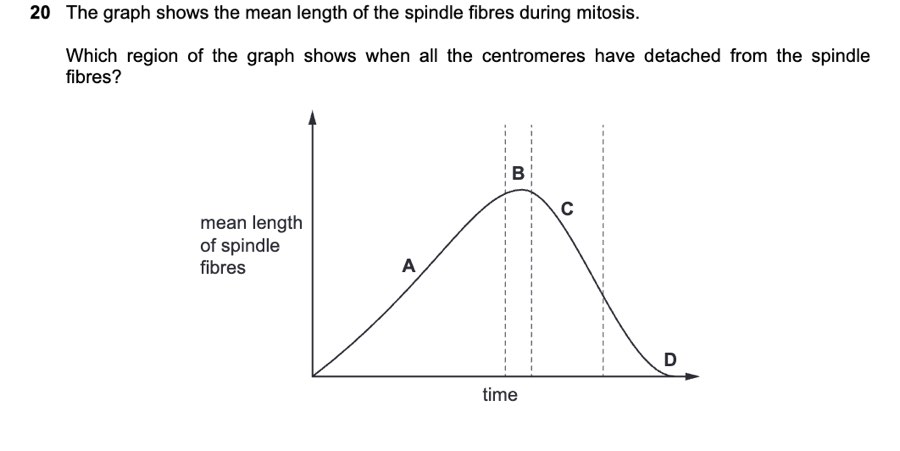 20 The graph shows the mean length of the spindle fibres during mitosis.
Which region of the graph shows when all the centromeres have detached from the spindle
fibres?
B
C
mean length
of spindle
fibres
A
D
time